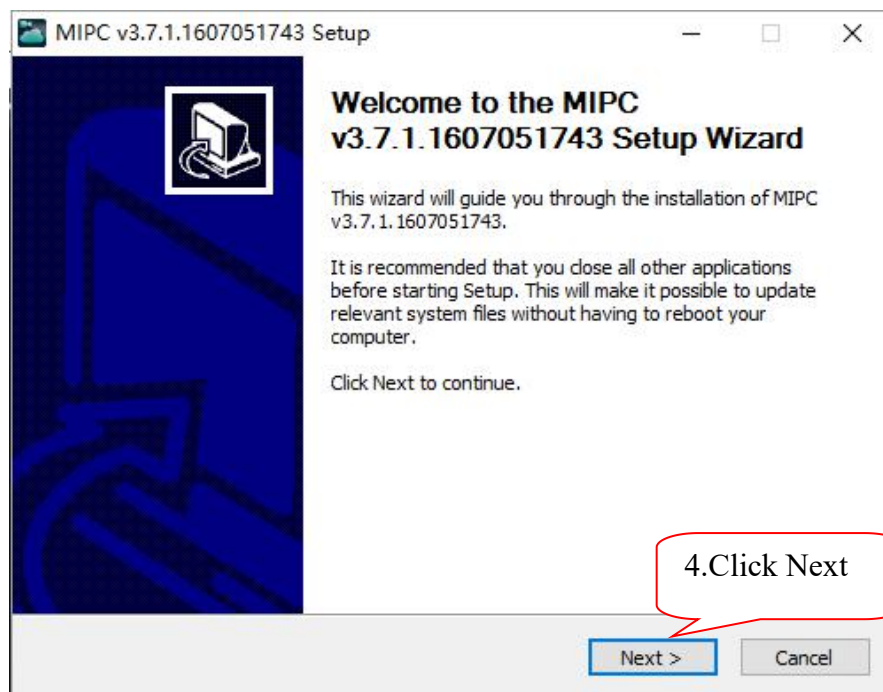 MIPC v3.7.1.1607051743 Setup
Welcome to the MIPC
v3.7.1.1607051743 Setup Wizard
This wizard will guide you through the installation of MIPC
v3.7.1.1607051743.
It is recommended that you close all other applications
before starting Setup. This will make it possible to update
relevant system files without having to reboot your
computer.
Click Next to continue.
4.Click Next
Next >
Cancel